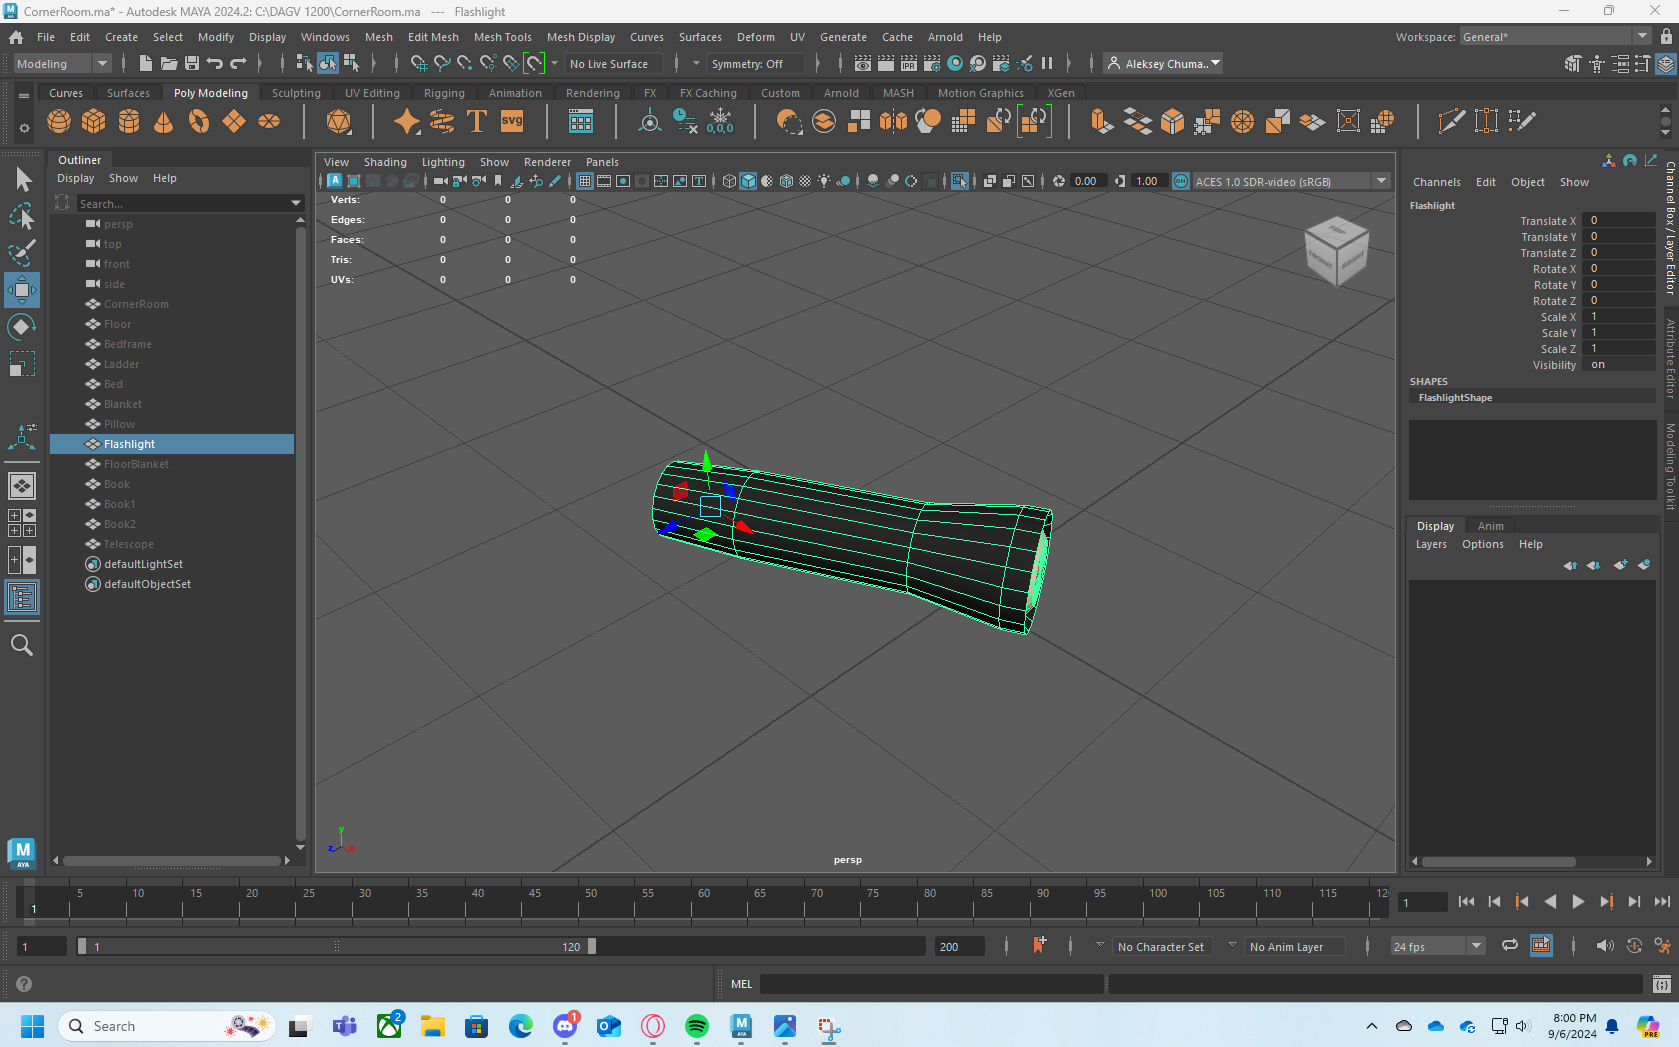 CornerRoom.ma* - Autodesk MAYA 2024.2: C:\DAGV 1200\CornerRoom.ma --- Flashlight
File Edit Create Select Modify Display Windows Mesh Edit Mesh Mesh Tools Mesh Display Curves Surfaces Deform UV Generate Cache Arnold Help Workspace: General*
Modeling No Live Surface Symmetry: Off Aleksey Chuma..
Curves Surfaces Poly Modeling Sculpting UV Editing Rigging Animation Rendering FX FX Caching Custom Arnold MASH Motion Graphics XGen
Outliner
Display Show Help
Search...
persp
top
front
side
CornerRoom
Floor
Bedframe
Ladder
Bed
Blanket
Pillow
Flashlight
FloorBlanket
Book
Book1
Book2
Telescope
defaultLightSet
defaultObjectSet
View Shading Lighting Show Renderer Panels
0.00 1.00 ACES 1.0 SDR-video (sRGB)
Verts: 0 0 0
Edges: 0 0 0
Faces: 0 0 0
Tris: 0 0 0
UVs: 0 0 0
persp
Channels Edit Object Show
Flashlight
Translate X 0
Translate Y 0
Translate Z 0
Rotate X 0
Rotate Y 0
Rotate Z 0
Scale X 1
Scale Y 1
Scale Z 1
Visibility on
SHAPES
FlashlightShape
Display Anim
Layers Options Help
Channel Box / Layer Editor
Attribute Editor
Modeling Toolkit
5 10 15 20 25 30 35 40 45 50 55 60 65 70 75 80 85 90 95 100 105 110 115 12
1
1
1 1 120 200 No Character Set No Anim Layer 24 fps
MEL
Search
2
1
8:00 PM
9/6/2024